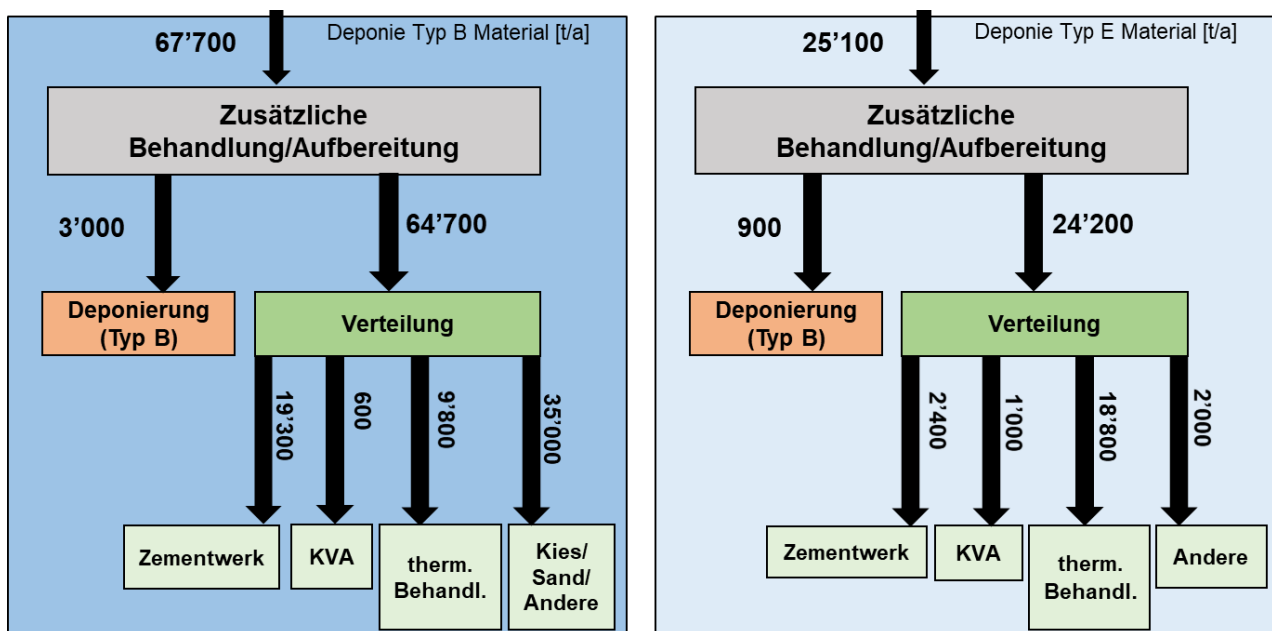 Deponie Typ B Material [t/a]
67’700
Zusätzliche
Behandlung/Aufbereitung
3’000
64’700
Deponierung
(Typ B)
Verteilung
19’300
600
9’800
35’000
Zementwerk
KVA
therm.
Behandl.
Kies/
Sand/
Andere
Deponie Typ E Material [t/a]
25’100
Zusätzliche
Behandlung/Aufbereitung
900
24’200
Deponierung
(Typ B)
Verteilung
2’400
1’000
18’800
2’000
Zementwerk
KVA
therm.
Behandl.
Andere